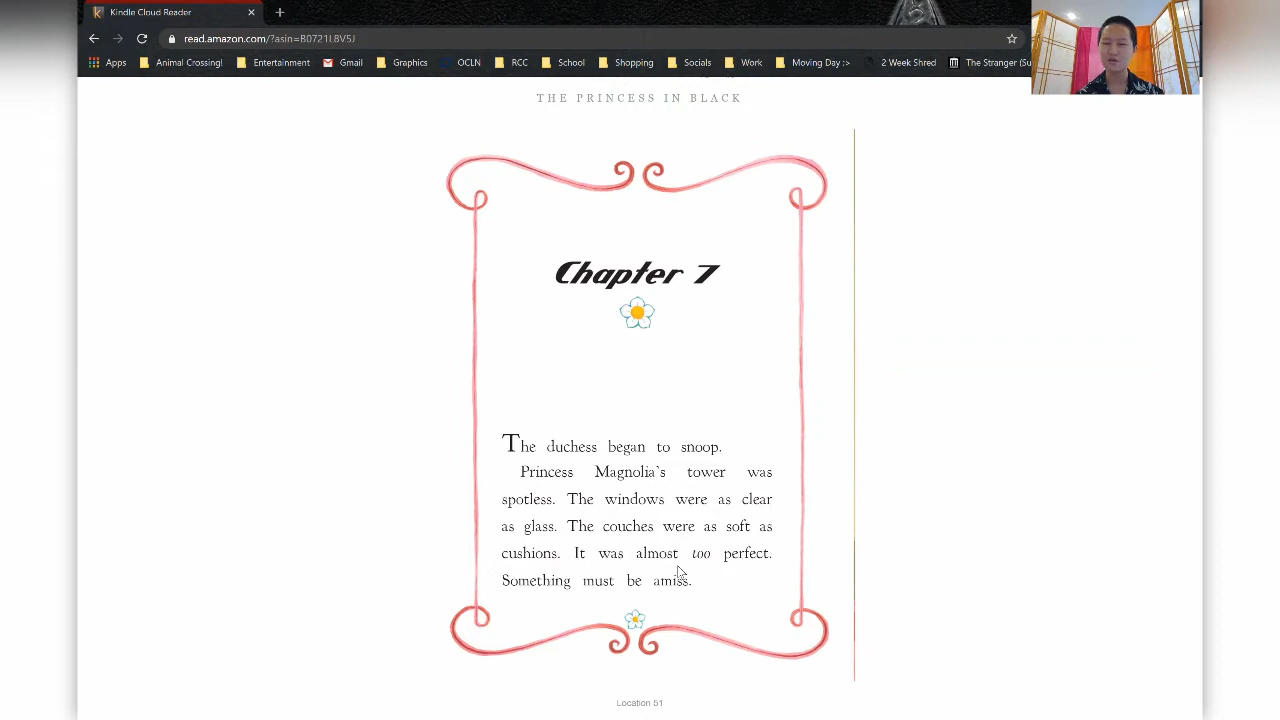 Kindle Cloud Reader
read.amazon.com/?asin=B0721L8V5J
Apps Animal Crossing! Entertainment Gmail Graphics OCLN RCC School Shopping Socials Work Moving Day :> 2 Week Shred The Stranger (Su
THE PRINCESS IN BLACK
Chapter 7
The duchess began to snoop.
Princess Magnolia's tower was
spotless. The windows were as clear
as glass. The couches were as soft as
cushions. It was almost too perfect.
Something must be amiss.
Location 51